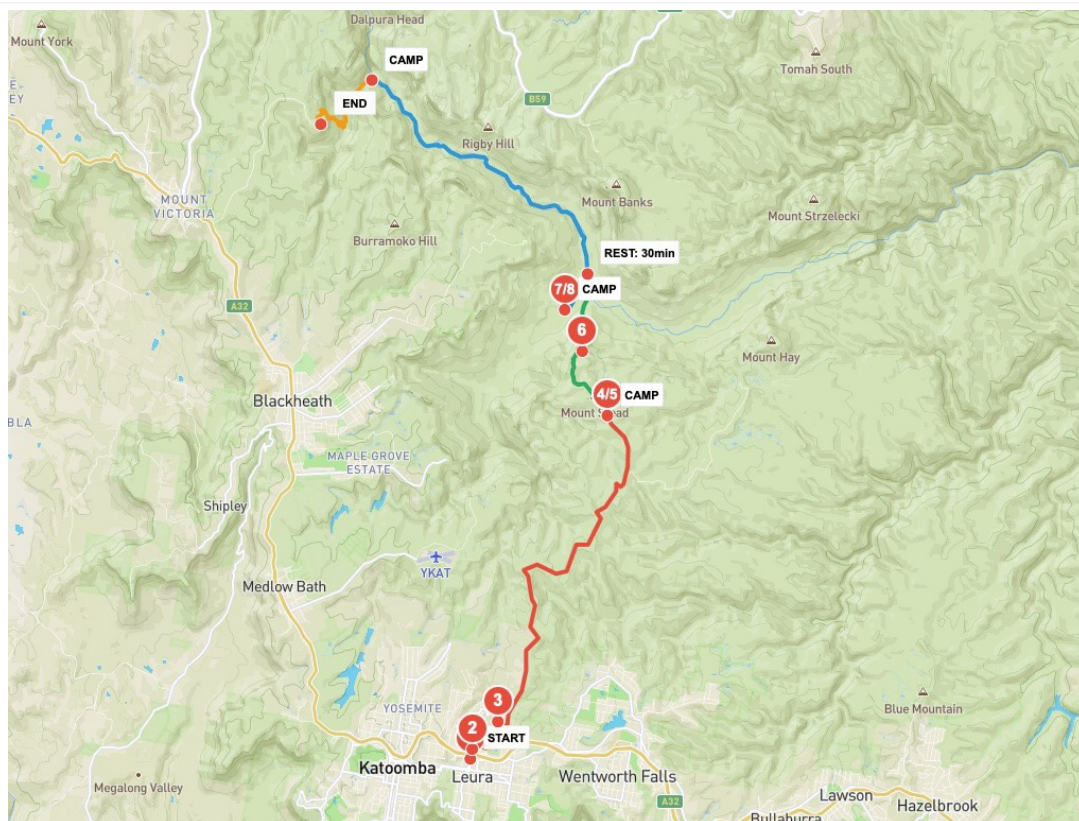 Dalpura Head
Mount York
CAMP
Tomah South
END
B59
Rigby Hill
MOUNT
VICTORIA
Mount Banks
Mount Strzelecki
Burramoko Hill
REST: 30min
7/8
CAMP
A32
6
Mount Hay
4/5
CAMP
Blackheath
BLA
MAPLE GROVE
ESTATE
Shipley
YKAT
Medlow Bath
3
YOSEMITE
Blue Mountain
2
START
Katoomba
Leura
Wentworth Falls
Megalong Valley
A32
Lawson
Hazelbrook